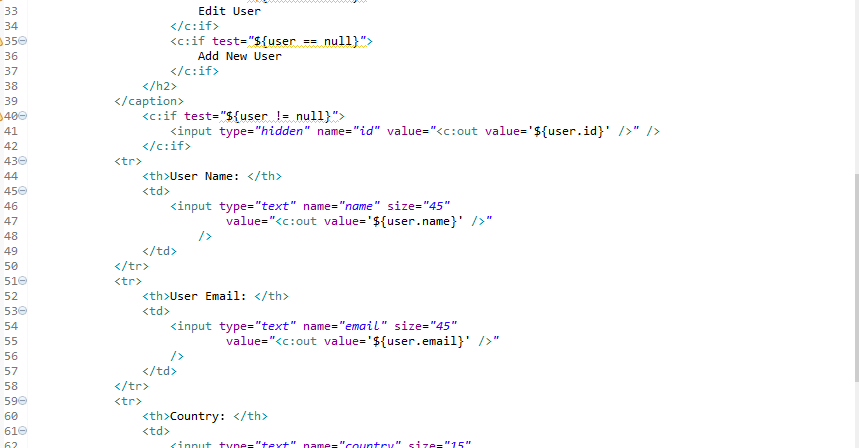 33 Edit User
34 </c:if>
35 <c:if test="${user == null}">
36 Add New User
37 </c:if>
38 </h2>
39 </caption>
40 <c:if test="${user != null}">
41 <input type="hidden" name="id" value="<c:out value='${user.id}' />" />
42 </c:if>
43 <tr>
44 <th>User Name: </th>
45 <td>
46 <input type="text" name="name" size="45"
47 value="<c:out value='${user.name}' />"
48 />
49 </td>
50 </tr>
51 <tr>
52 <th>User Email: </th>
53 <td>
54 <input type="text" name="email" size="45"
55 value="<c:out value='${user.email}' />"
56 />
57 </td>
58 </tr>
59 <tr>
60 <th>Country: </th>
61 <td>
62 <input type="text" name="country" size="15"